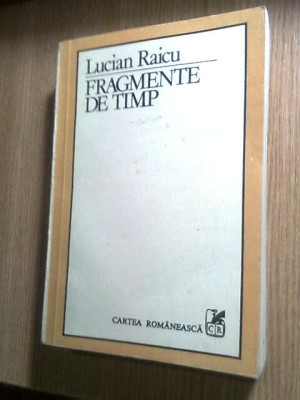 Lucian Raicu
FRAGMENTE
DE TIMP
CARTEA ROMÂNEASCĂ
CR